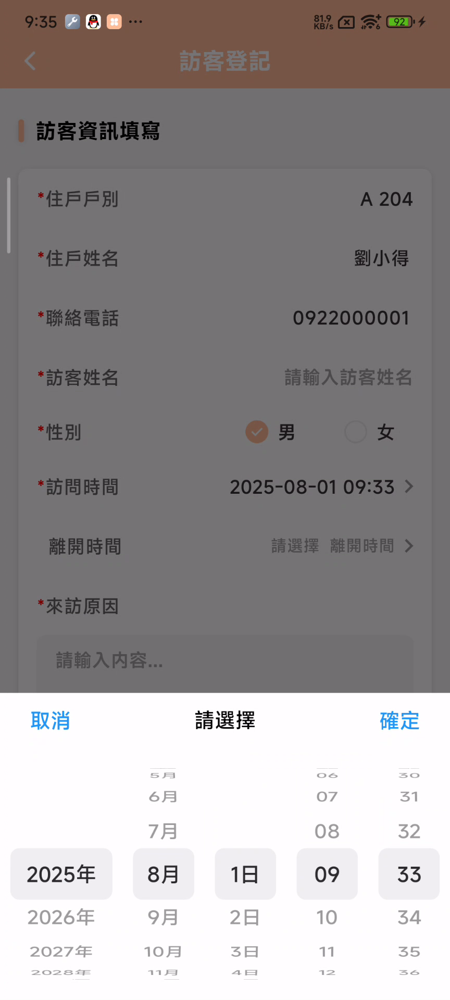 9:35 ... 81.9 KB/s 6 92
訪客登記
訪客資訊填寫
*住戶戶別 A 204
*住戶姓名 劉小得
*聯絡電話 0922000001
*訪客姓名 請輸入訪客姓名
*性別 男 女
*訪問時間 2025-08-01 09:33
離開時間 請選擇 離開時間
*來訪原因
請輸入内容...
取消 請選擇 確定
5月 06 30
6月 07 31
7月 08 32
2025年 8月 1日 09 33
2026年 9月 2日 10 34
2027年 10月 3日 11 35
2028年 11月 4日 12 36